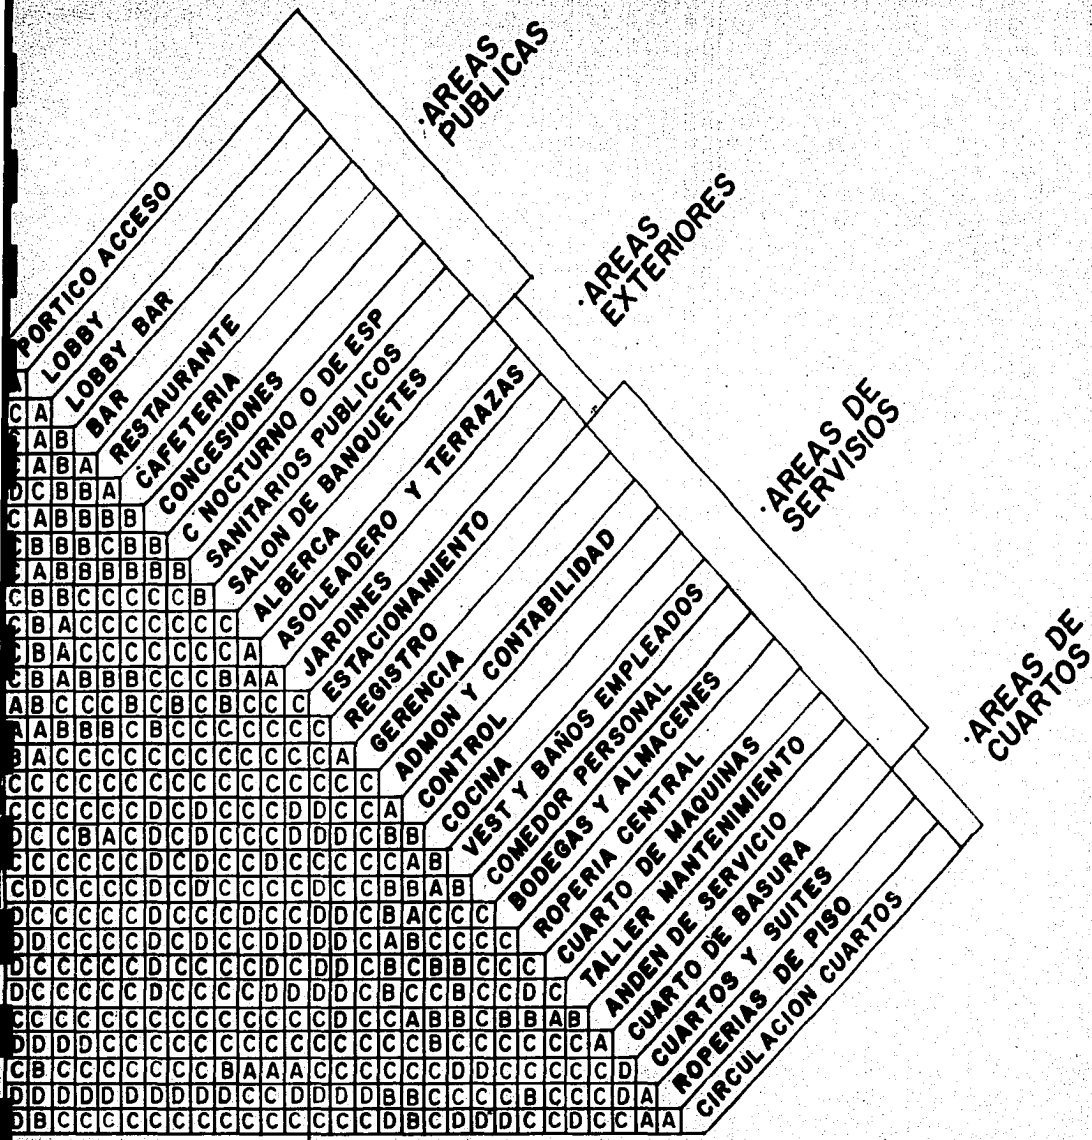 ·AREAS
PUBLICAS
·AREAS
EXTERIORES
·AREAS DE
SERVISIOS
·AREAS DE
CUARTOS
PORTICO ACCESO
LOBBY
LOBBY BAR
BAR
RESTAURANTE
CAFETERIA
CONCESIONES
C NOCTURNO O DE ESP
SANITARIOS PUBLICOS
SALON DE BANQUETES
ALBERCA
ASOLEADERO Y TERRAZAS
JARDINES
ESTACIONAMIENTO
REGISTRO
GERENCIA
ADMON Y CONTABILIDAD
CONTROL
COCINA
VEST Y BAÑOS EMPLEADOS
COMEDOR PERSONAL
BODEGAS Y ALMACENES
ROPERIA CENTRAL
CUARTO DE MAQUINAS
TALLER MANTENIMIENTO
ANDEN DE SERVICIO
CUARTO DE BASURA
CUARTOS Y SUITES
ROPERIAS DE PISO
CIRCULACION CUARTOS
A
C A
C A B
C A B A
D C B B A
C A B B B B
C B B B C B B
C A B B B B B B
C B B C C C C C B
C B A C C C C C C C
C B A C C C C C C C A
C B A B B B C C C B A A
A B C C C B C B C B C C C
A A B B B C B C C C C C C C
B A C C C C C C C C C C C C A
C C C C C C C C C C C C C C C C
C C C C C C D C D C C C D D C C A
D C C B A C D C D C C C D D D C B B
C C C C C C D C D C C D C C C C C A B
C D C C C C D C D C C C C D C C B B A B
D C C C C C D C C C D C C D D C B A C C C
D D C C C C D C D C C D D D D C A B C C C C
D C C C C C D C C C C D C D D C B C B B C C C
D C C C C C D C C C C D D D D C B C C B C C D C
C C C C C C C C C C C C C C D C C A B B C B B A B
D D D D C C C C C C C C C C C C C C B C C C C C C A
C B C C C C C C C B A A A C C C C C C D D C C C C C D
D D D D D D D D D D C C D D D D B B C C C C B C C C D A
D B C C C C C C C C C C C C C C D B C D D D C C D C C A A